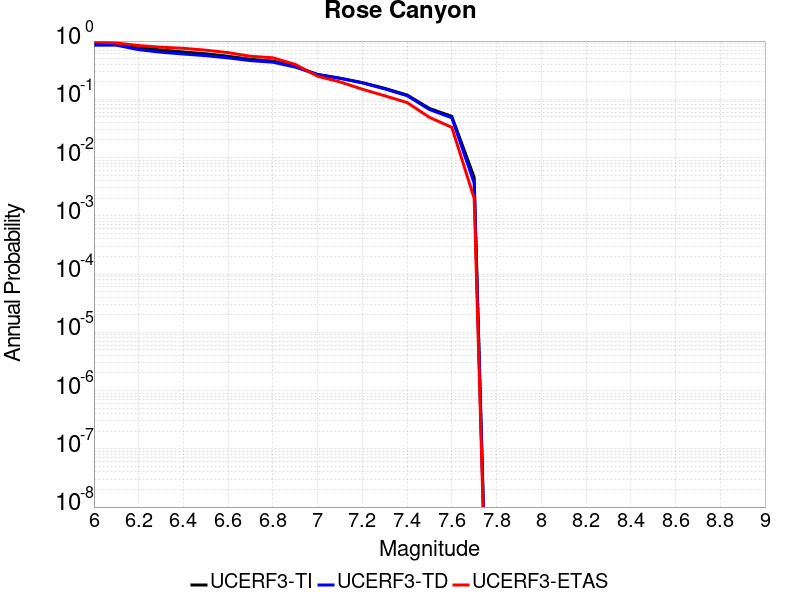 Rose Canyon
10^0
10^-1
10^-2
10^-3
10^-4
10^-5
10^-6
10^-7
10^-8
Annual Probability
6 6.2 6.4 6.6 6.8 7 7.2 7.4 7.6 7.8 8 8.2 8.4 8.6 8.8 9
Magnitude
UCERF3-TI UCERF3-TD UCERF3-ETAS